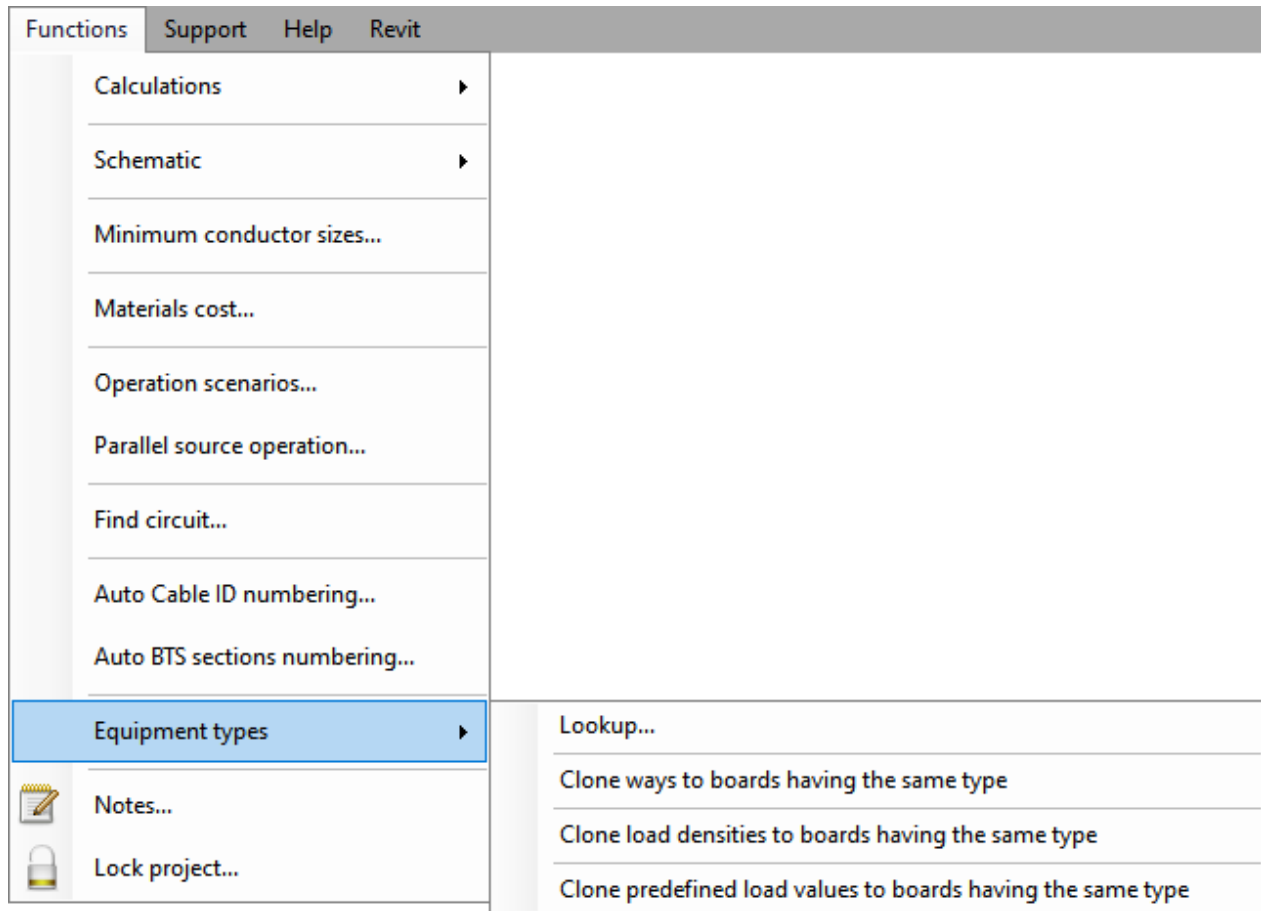 Functions Support Help Revit
Calculations
Schematic
Minimum conductor sizes...
Materials cost...
Operation scenarios...
Parallel source operation...
Find circuit...
Auto Cable ID numbering...
Auto BTS sections numbering...
Equipment types
Lookup...
Clone ways to boards having the same type
Clone load densities to boards having the same type
Clone predefined load values to boards having the same type
Notes...
Lock project...